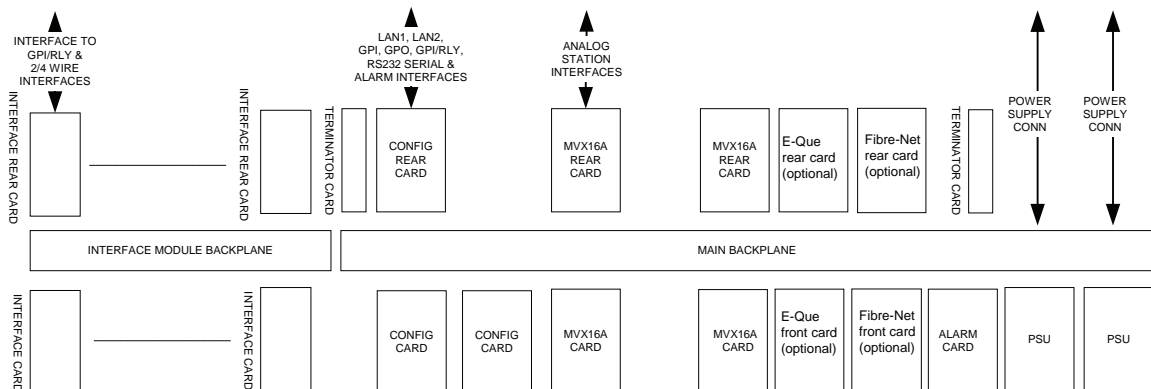 INTERFACE TO
GPI/RLY &
2/4 WIRE
INTERFACES
LAN1, LAN2,
GPI, GPO, GPI/RLY,
RS232 SERIAL &
ALARM INTERFACES
ANALOG
STATION
INTERFACES
POWER
SUPPLY
CONN
POWER
SUPPLY
CONN
INTERFACE REAR CARD
INTERFACE REAR CARD
TERMINATOR CARD
CONFIG
REAR
CARD
MVX16A
REAR
CARD
MVX16A
REAR
CARD
E-Que
rear card
(optional)
Fibre-Net
rear card
(optional)
TERMINATOR CARD
INTERFACE MODULE BACKPLANE
MAIN BACKPLANE
INTERFACE CARD
INTERFACE CARD
CONFIG
CARD
CONFIG
CARD
MVX16A
CARD
MVX16A
CARD
E-Que
front card
(optional)
Fibre-Net
front card
(optional)
ALARM
CARD
PSU
PSU